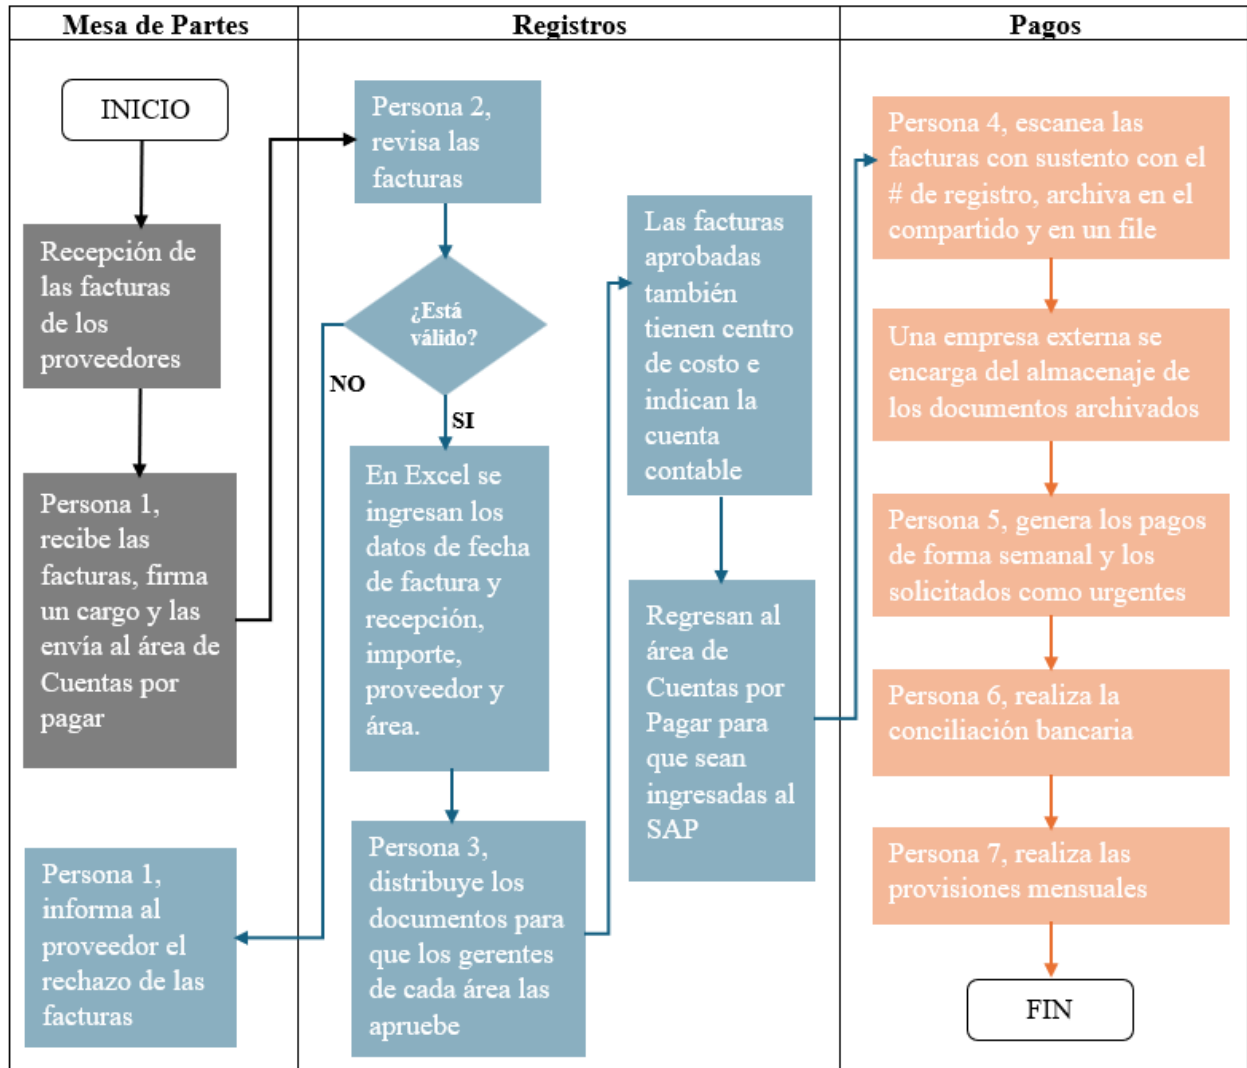 Mesa de Partes
Registros
Pagos
INICIO
Recepción de
las facturas
de los
proveedores
Persona 1,
recibe las
facturas, firma
un cargo y las
envía al área de
Cuentas por
pagar
Persona 1,
informa al
proveedor el
rechazo de las
facturas
Persona 2,
revisa las
facturas
¿Está
válido?
NO
SI
En Excel se
ingresan los
datos de fecha
de factura y
recepción,
importe,
proveedor y
área.
Persona 3,
distribuye los
documentos para
que los gerentes
de cada área las
apruebe
Las facturas
aprobadas
también
tienen centro
de costo e
indican la
cuenta
contable
Regresan al
área de
Cuentas por
Pagar para
que sean
ingresadas al
SAP
Persona 4, escanea las
facturas con sustento con el
# de registro, archiva en el
compartido y en un file
Una empresa externa se
encarga del almacenaje de
los documentos archivados
Persona 5, genera los pagos
de forma semanal y los
solicitados como urgentes
Persona 6, realiza la
conciliación bancaria
Persona 7, realiza las
provisiones mensuales
FIN